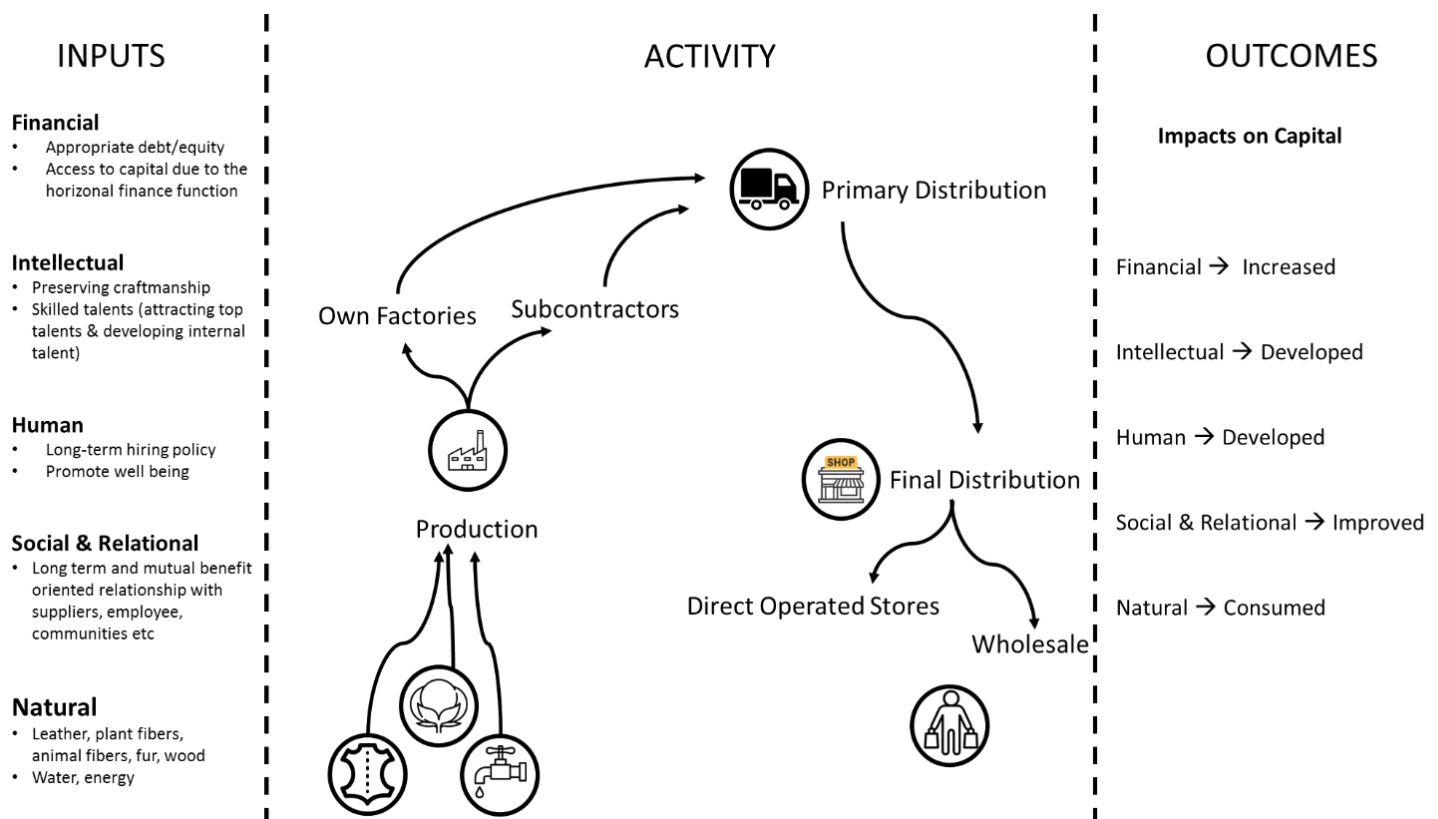 INPUTS
Financial
• Appropriate debt/equity
• Access to capital due to the
horizonal finance function
Intellectual
• Preserving craftmanship
• Skilled talents (attracting top
talents & developing internal
talent)
Human
• Long-term hiring policy
• Promote well being
Social & Relational
• Long term and mutual benefit
oriented relationship with
suppliers, employee,
communities etc
Natural
• Leather, plant fibers,
animal fibers, fur, wood
• Water, energy
ACTIVITY
Primary Distribution
Own Factories
Subcontractors
Production
SHOP
Final Distribution
Direct Operated Stores
Wholesale
OUTCOMES
Impacts on Capital
Financial → Increased
Intellectual → Developed
Human → Developed
Social & Relational → Improved
Natural → Consumed